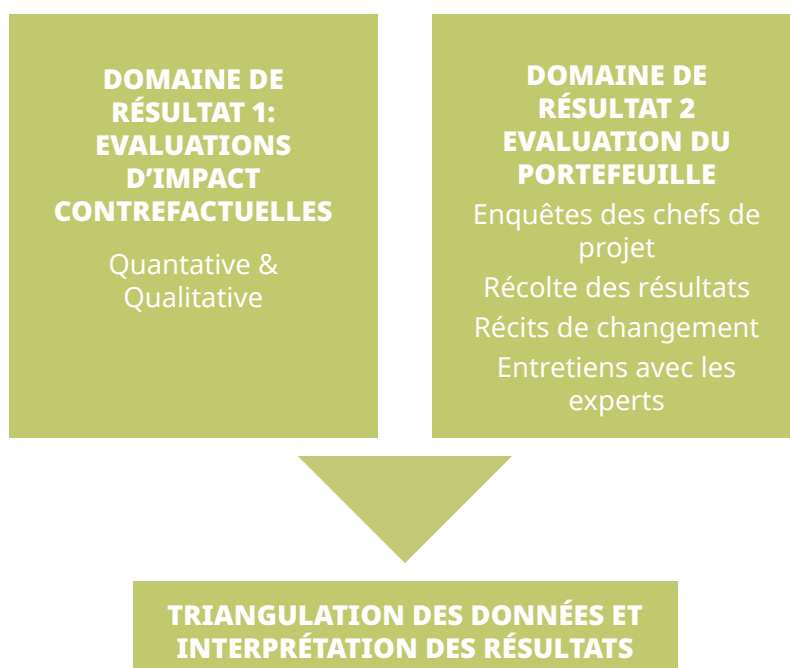 DOMAINE DE
RÉSULTAT 1:
EVALUATIONS
D’IMPACT
CONTREFACTUELLES
Quantative &
Qualitative
DOMAINE DE
RÉSULTAT 2
EVALUATION DU
PORTEFEUILLE
Enquêtes des chefs de
projet
Récolte des résultats
Récits de changement
Entretiens avec les
experts
TRIANGULATION DES DONNÉES ET
INTERPRÉTATION DES RÉSULTATS